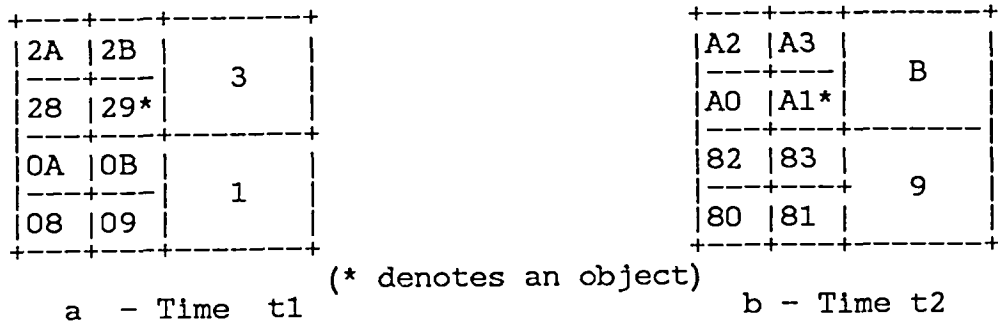 2A 2B
3
28 29*
0A 0B
1
08 09
a - Time t1
A2 A3
B
A0 A1*
82 83
9
80 81
(* denotes an object)
b - Time t2